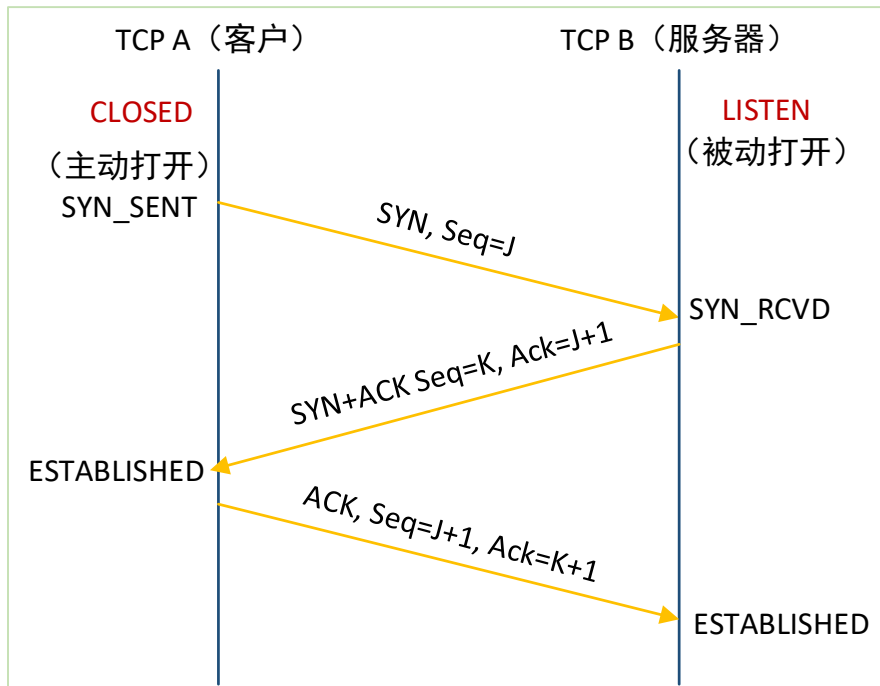 TCP A（客户）
TCP B（服务器）
CLOSED
LISTEN
（主动打开）
（被动打开）
SYN_SENT
SYN, Seq=J
SYN_RCVD
SYN+ACK Seq=K, Ack=J+1
ESTABLISHED
ACK, Seq=J+1, Ack=K+1
ESTABLISHED